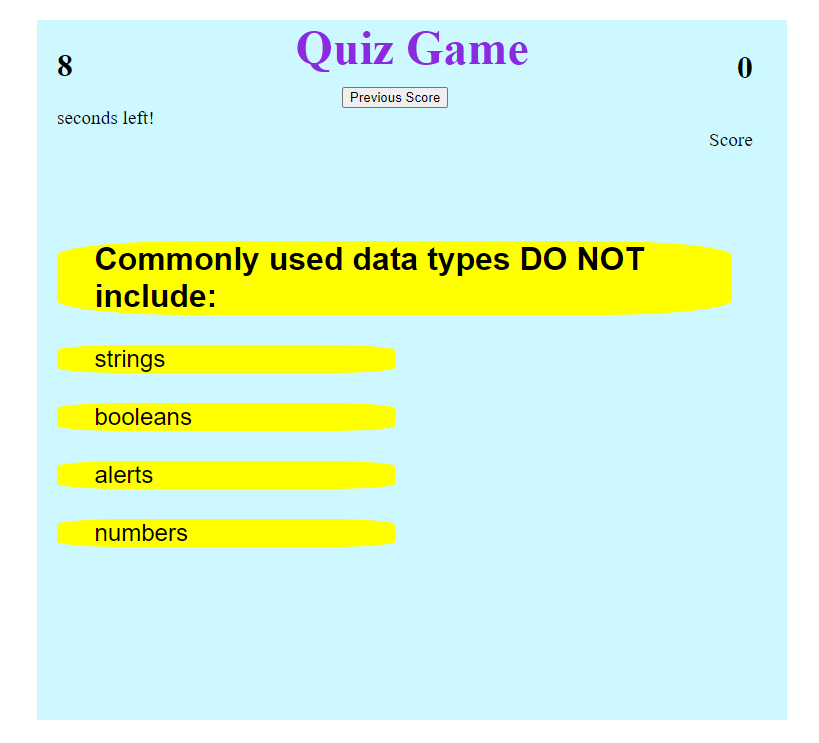 Quiz Game
8
0
Previous Score
seconds left!
Score
Commonly used data types DO NOT
include:
strings
booleans
alerts
numbers